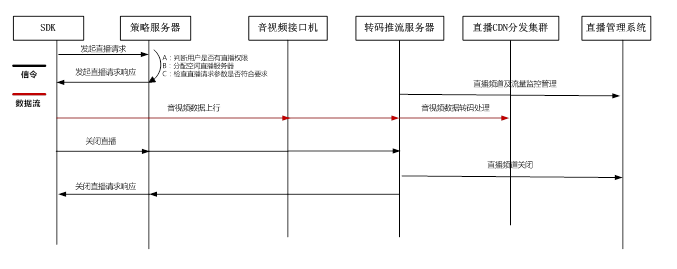 SDK
策略服务器
音视频接口机
转码推流服务器
直播CDN分发集群
直播管理系统
发起直播请求
A：判断用户是否有直播权限
B：分配空闲直播服务器
C：检查直播请求参数是否符合要求
信令
发起直播请求响应
直播频道及流量监控管理
数据流
音视频数据上行
音视频数据转码处理
关闭直播
直播频道关闭
关闭直播请求响应